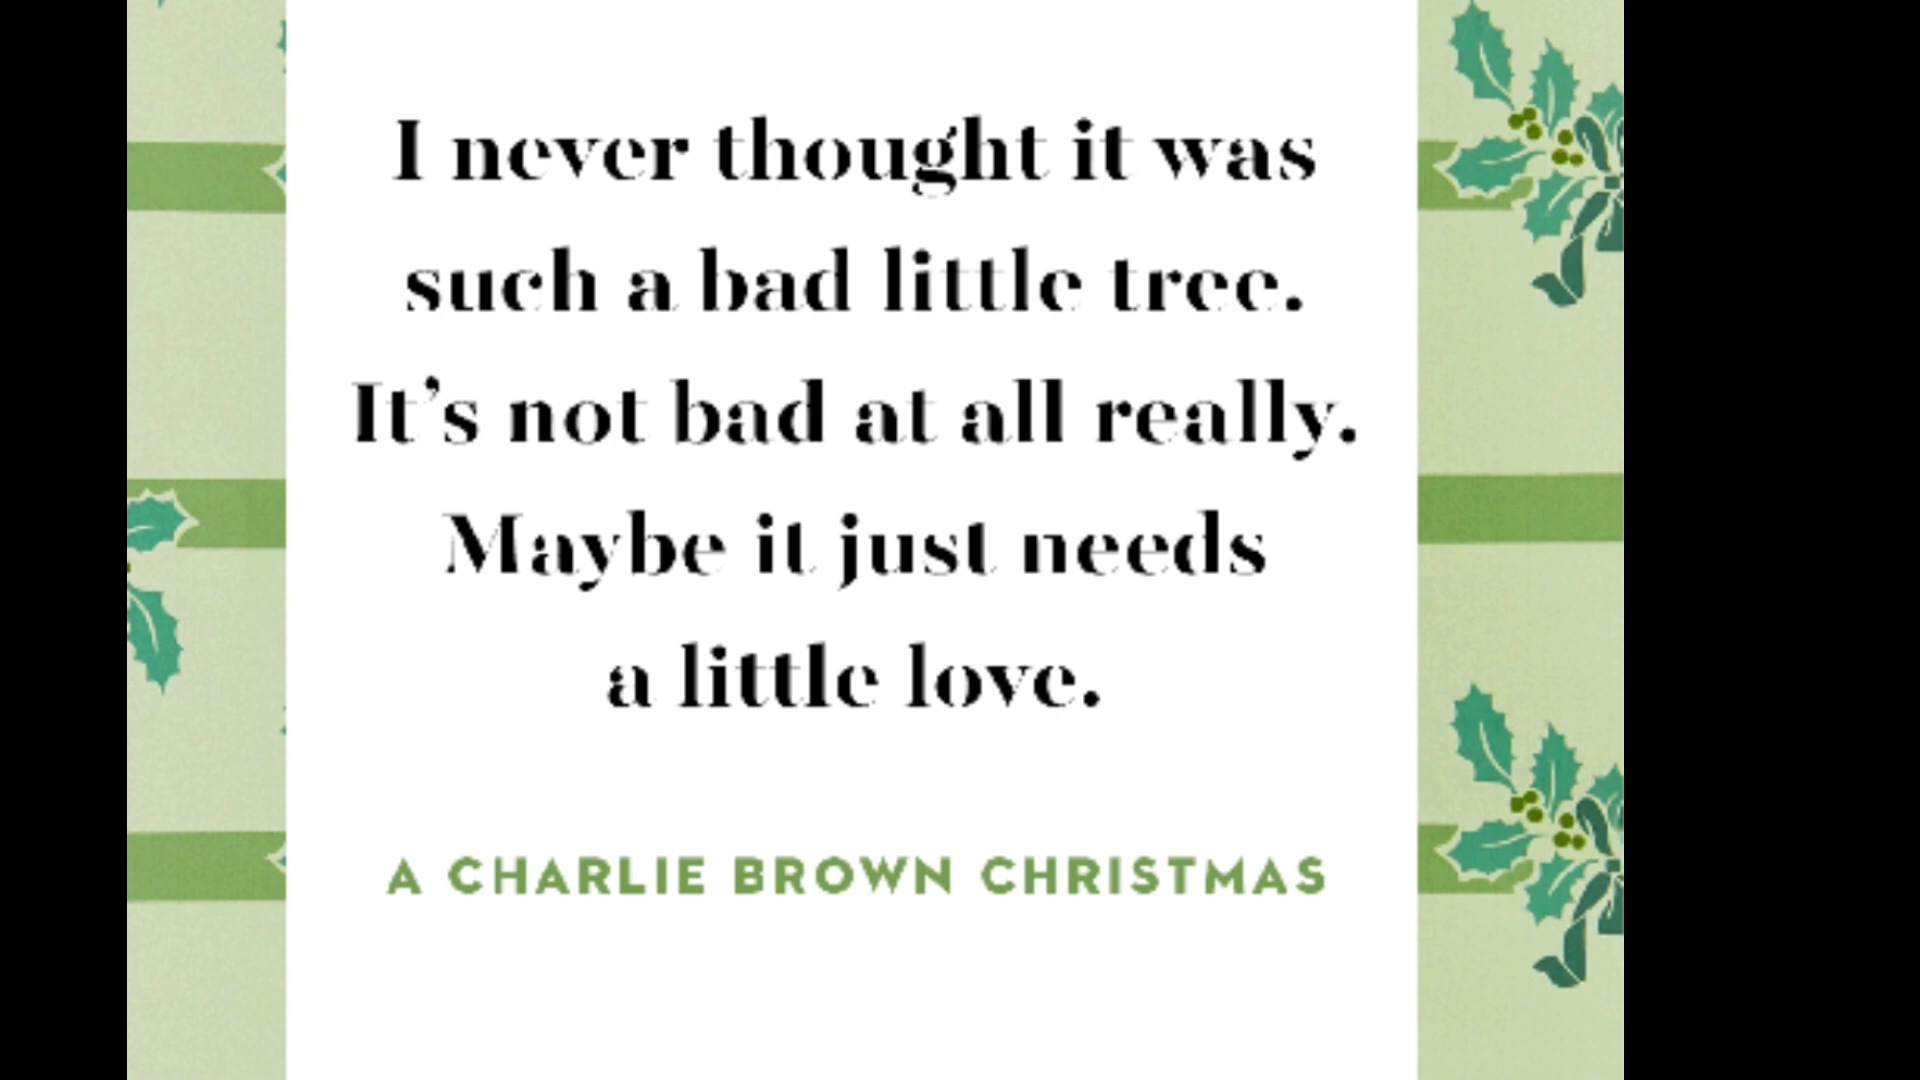 I never thought it was
such a bad little tree.
It’s not bad at all really.
Maybe it just needs
a little love.
A CHARLIE BROWN CHRISTMAS